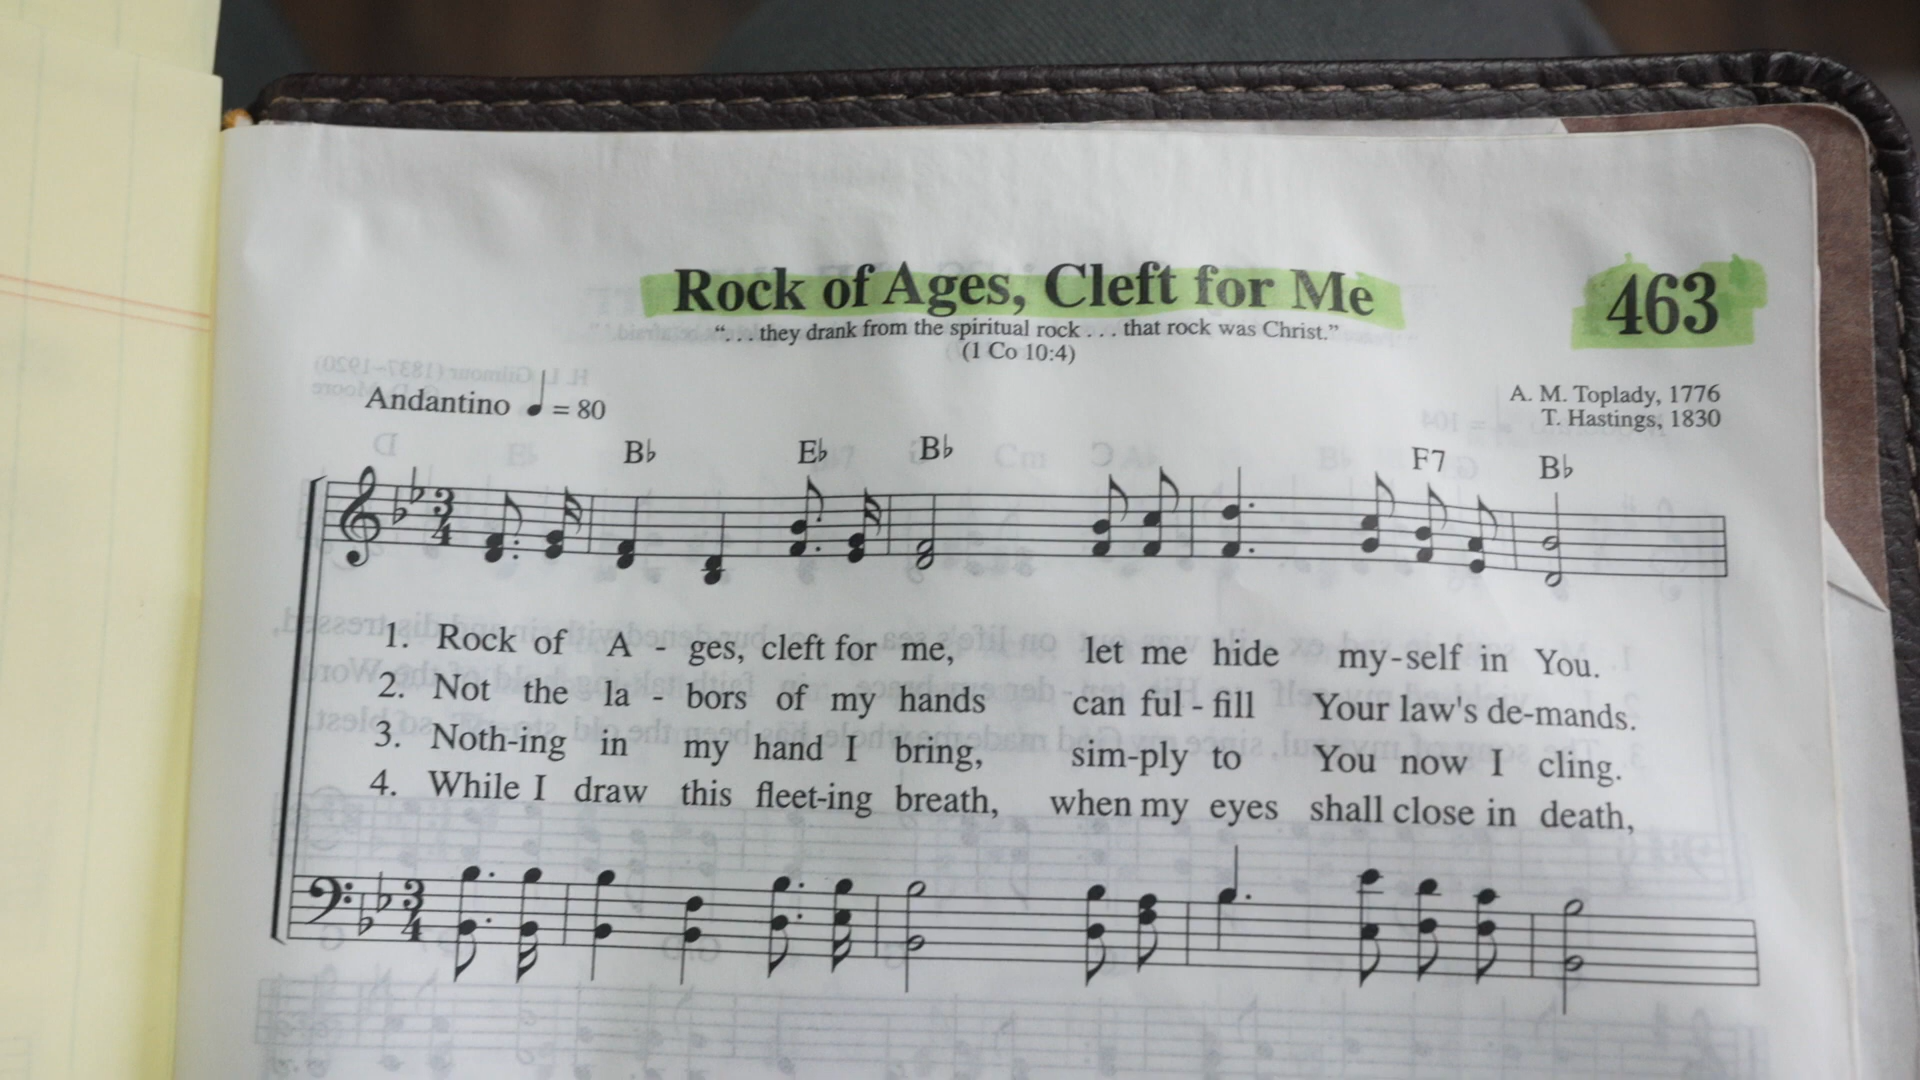 Rock of Ages, Cleft for Me
463
“. . . they drank from the spiritual rock . . . that rock was Christ.”
(1 Co 10:4)
Andantino ♩ = 80
A. M. Toplady, 1776
T. Hastings, 1830
B♭ E♭ B♭ F7 B♭
3
4
1. Rock of A - ges, cleft for me, let me hide my-self in You.
2. Not the la - bors of my hands can ful - fill Your law's de-mands.
3. Noth-ing in my hand I bring, sim-ply to You now I cling.
4. While I draw this fleet-ing breath, when my eyes shall close in death,
3
4